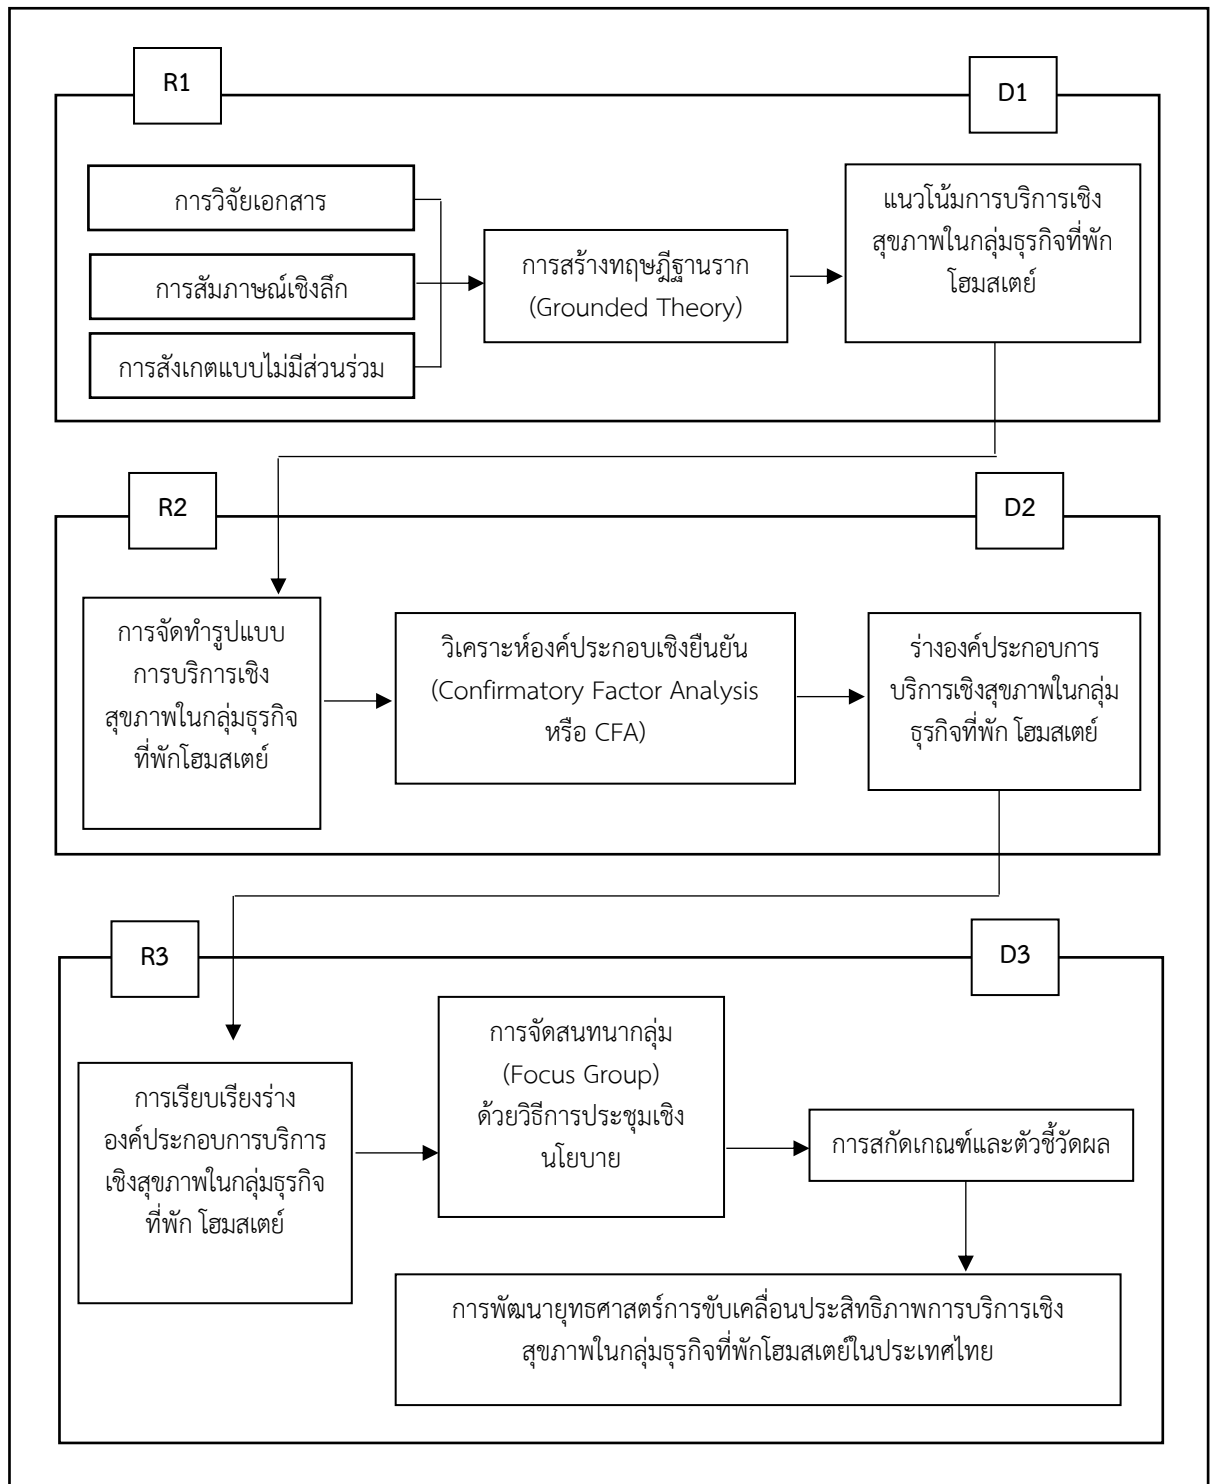 R1
D1
การวิจัยเอกสาร
การสัมภาษณ์เชิงลึก
การสังเกตแบบไม่มีส่วนร่วม
การสร้างทฤษฎีฐานราก
(Grounded Theory)
แนวโน้มการบริการเชิง
สุขภาพในกลุ่มธุรกิจที่พัก
โฮมสเตย์
R2
D2
การจัดทำรูปแบบ
การบริการเชิง
สุขภาพในกลุ่มธุรกิจ
ที่พักโฮมสเตย์
วิเคราะห์องค์ประกอบเชิงยืนยัน
(Confirmatory Factor Analysis
หรือ CFA)
ร่างองค์ประกอบการ
บริการเชิงสุขภาพในกลุ่ม
ธุรกิจที่พัก โฮมสเตย์
R3
D3
การเรียบเรียงร่าง
องค์ประกอบการบริการ
เชิงสุขภาพในกลุ่มธุรกิจ
ที่พัก โฮมสเตย์
การจัดสนทนากลุ่ม
(Focus Group)
ด้วยวิธีการประชุมเชิง
นโยบาย
การสกัดเกณฑ์และตัวชี้วัดผล
การพัฒนายุทธศาสตร์การขับเคลื่อนประสิทธิภาพการบริการเชิง
สุขภาพในกลุ่มธุรกิจที่พักโฮมสเตย์ในประเทศไทย